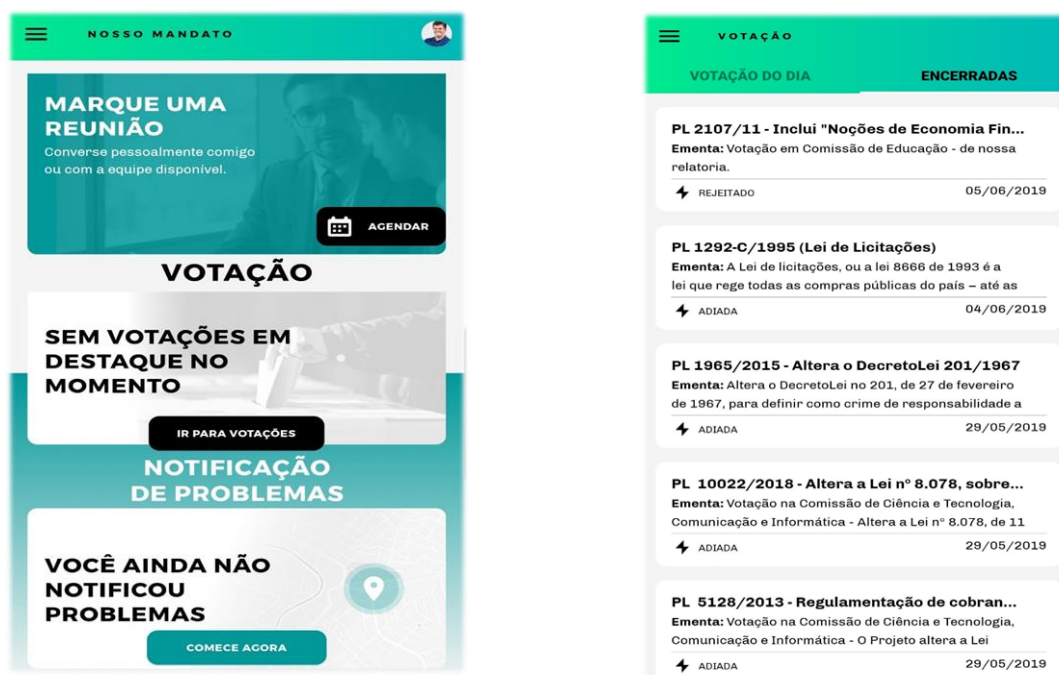 NOSSO MANDATO
MARQUE UMA
REUNIÃO
Converse pessoalmente comigo
ou com a equipe disponível.
AGENDAR
VOTAÇÃO
SEM VOTAÇÕES EM
DESTAQUE NO
MOMENTO
IR PARA VOTAÇÕES
NOTIFICAÇÃO
DE PROBLEMAS
VOCÊ AINDA NÃO
NOTIFICOU
PROBLEMAS
COMECE AGORA
VOTAÇÃO
VOTAÇÃO DO DIA ENCERRADAS
PL 2107/11 - Inclui "Noções de Economia Fin...
Ementa: Votação em Comissão de Educação - de nossa
relatoria.
REJEITADO 05/06/2019
PL 1292-C/1995 (Lei de Licitações)
Ementa: A Lei de licitações, ou a lei 8666 de 1993 é a
lei que rege todas as compras públicas do país – até as
ADIADA 04/06/2019
PL 1965/2015 - Altera o DecretoLei 201/1967
Ementa: Altera o DecretoLei no 201, de 27 de fevereiro
de 1967, para definir como crime de responsabilidade a
ADIADA 29/05/2019
PL 10022/2018 - Altera a Lei nº 8.078, sobre...
Ementa: Votação na Comissão de Ciência e Tecnologia,
Comunicação e Informática - Altera a Lei nº 8.078, de 11
ADIADA 29/05/2019
PL 5128/2013 - Regulamentação de cobran...
Ementa: Votação na Comissão de Ciência e Tecnologia,
Comunicação e Informática - O Projeto altera a Lei
ADIADA 29/05/2019